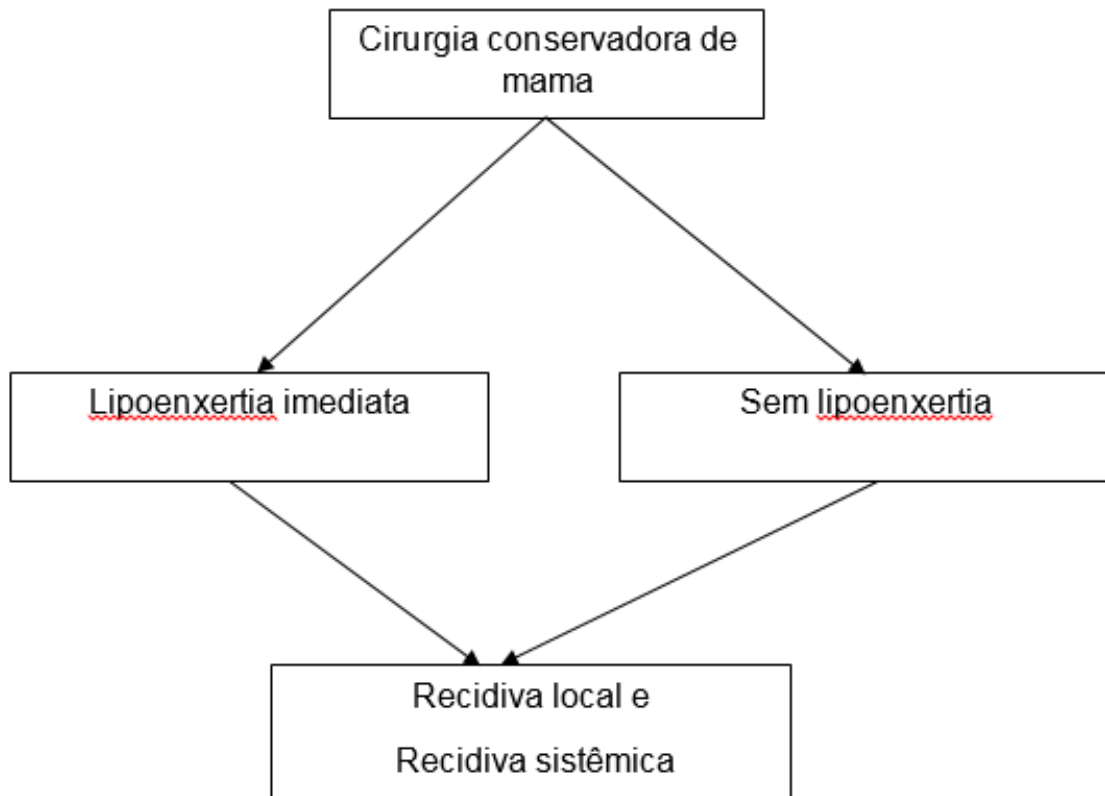 Cirurgia conservadora de
mama
Lipoenxertia imediata
Sem lipoenxertia
Recidiva local e
Recidiva sistêmica